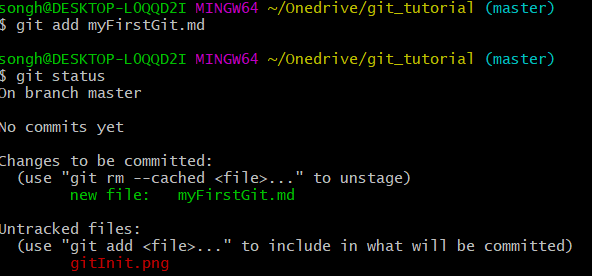 songh@DESKTOP-L0QQD2I MINGW64 ~/Onedrive/git_tutorial (master)
$ git add myFirstGit.md
songh@DESKTOP-L0QQD2I MINGW64 ~/Onedrive/git_tutorial (master)
$ git status
On branch master
No commits yet
Changes to be committed:
(use "git rm --cached <file>..." to unstage)
new file: myFirstGit.md
Untracked files:
(use "git add <file>..." to include in what will be committed)
gitInit.png